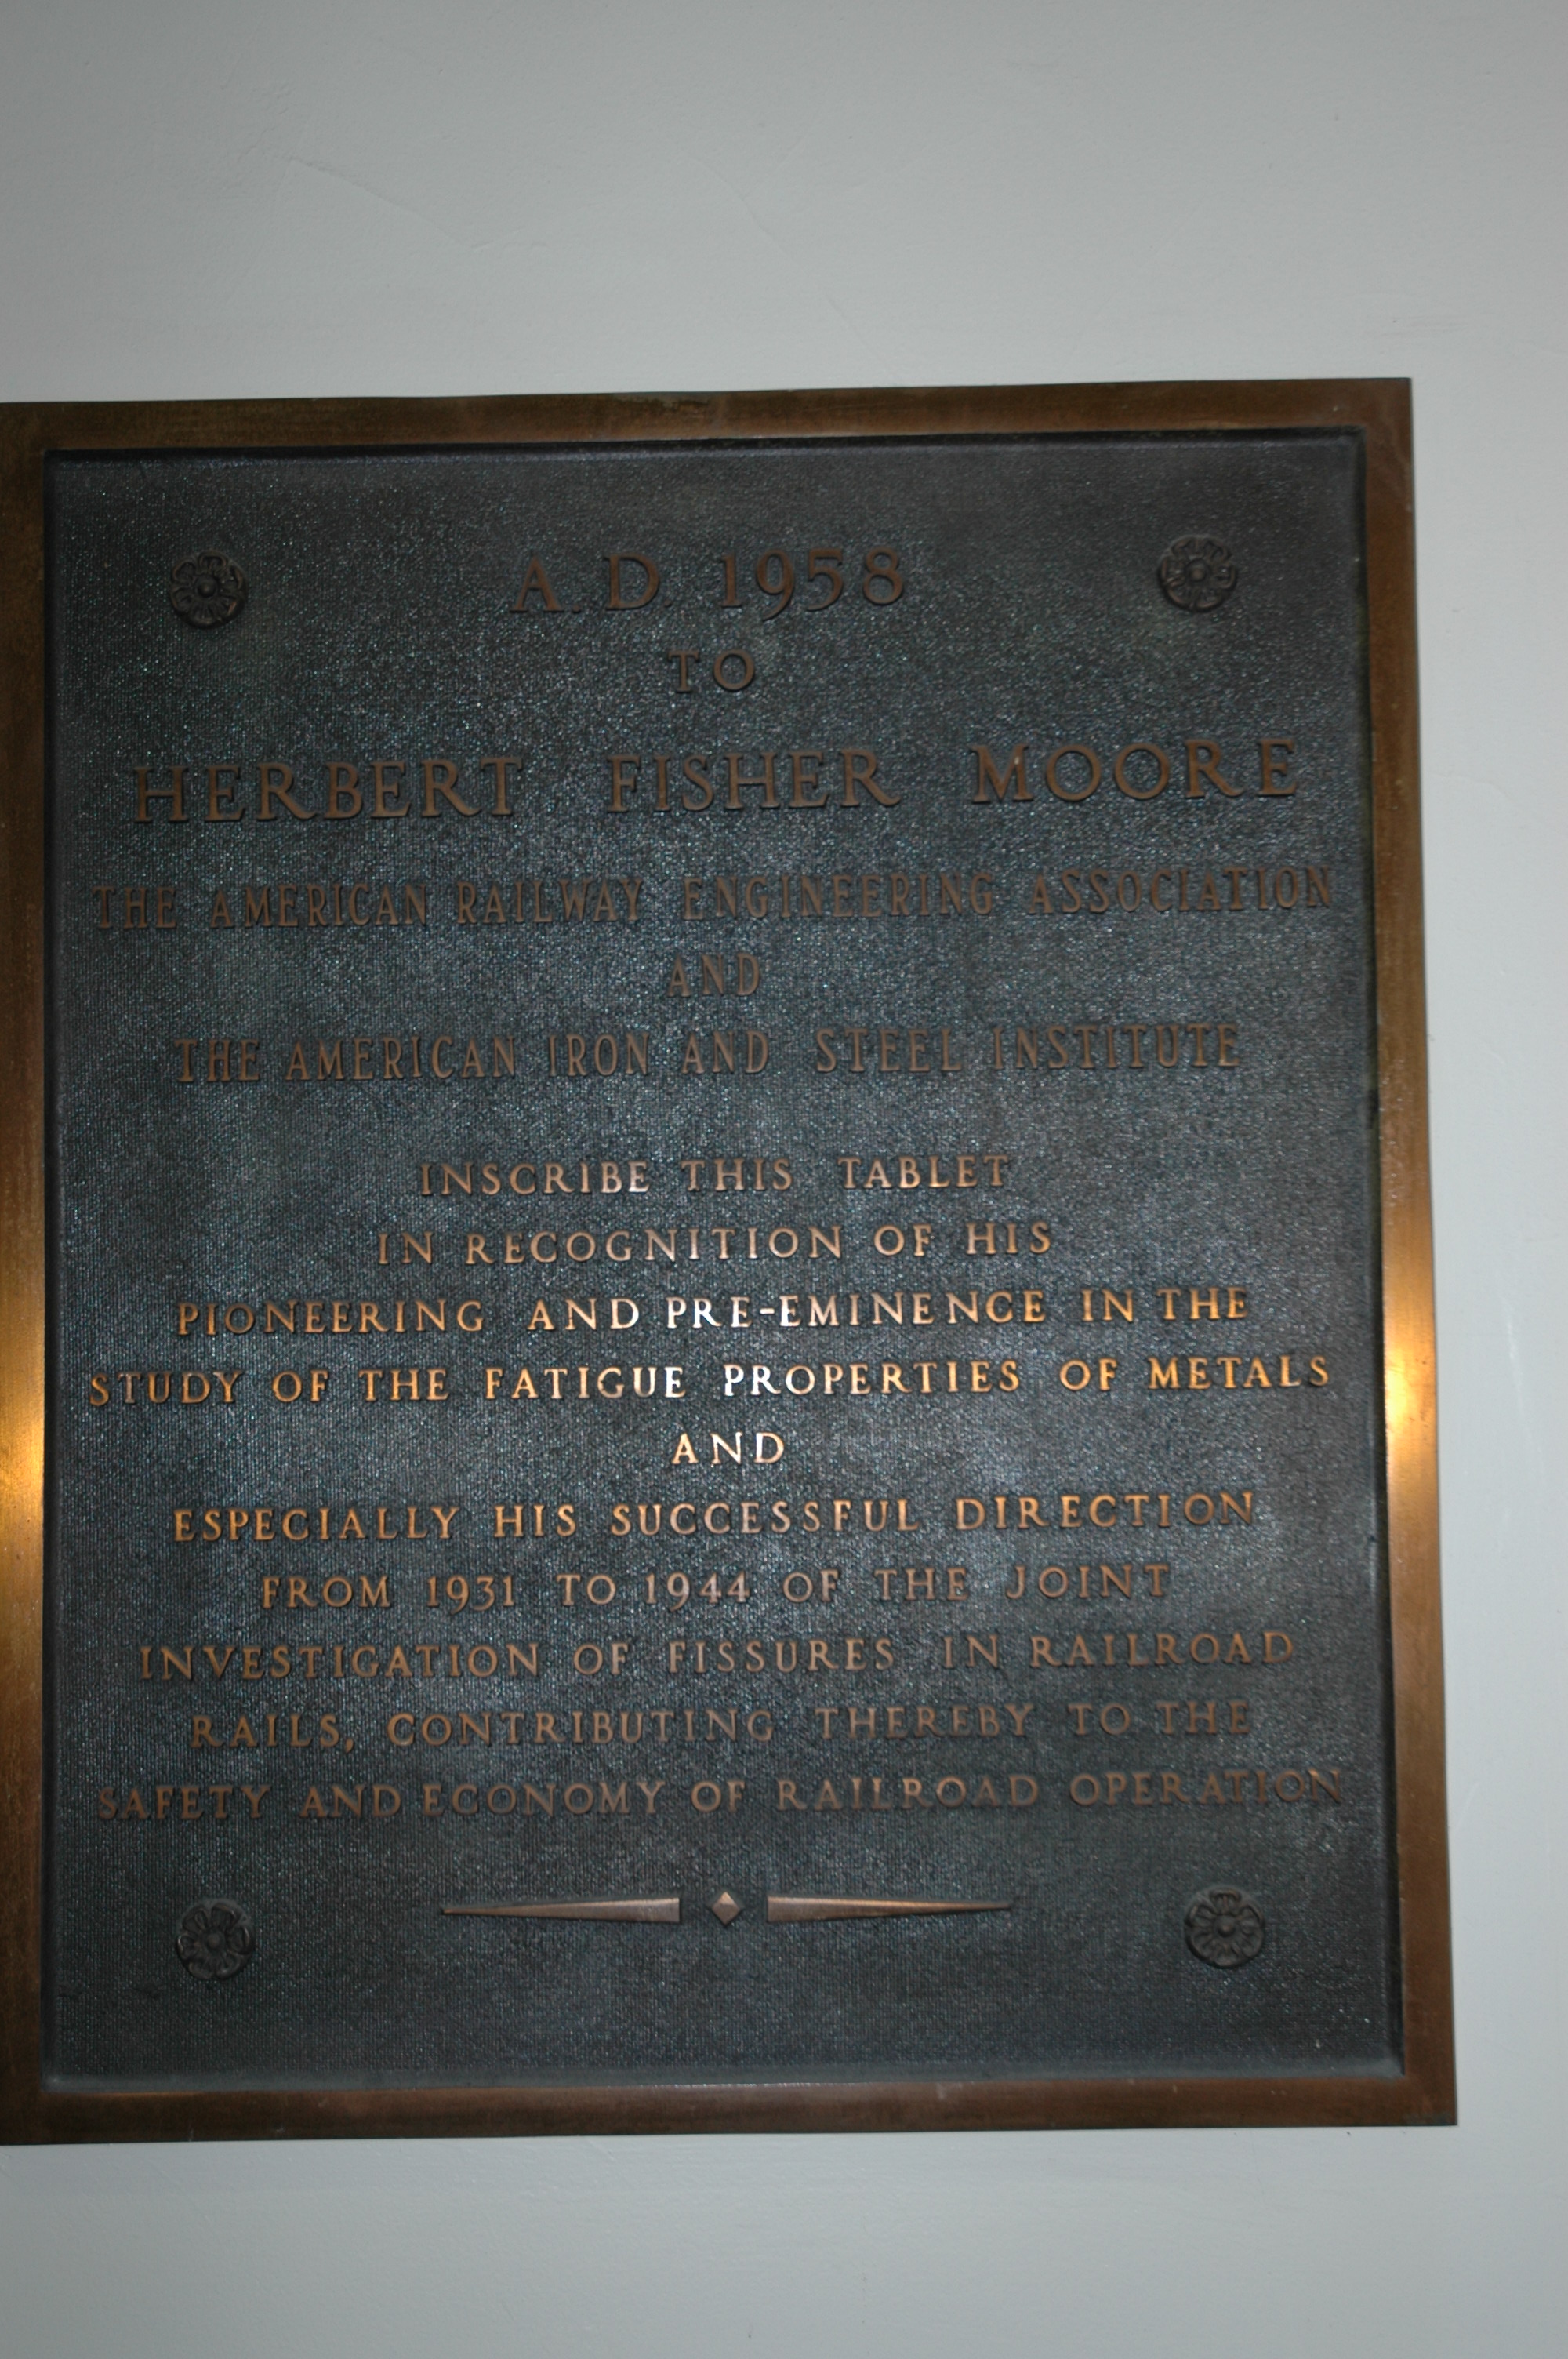 A. D. 1958
TO
HERBERT FISHER MOORE
THE AMERICAN RAILWAY ENGINEERING ASSOCIATION
AND
THE AMERICAN IRON AND STEEL INSTITUTE
INSCRIBE THIS TABLET
IN RECOGNITION OF HIS
PIONEERING AND PRE-EMINENCE IN THE
STUDY OF THE FATIGUE PROPERTIES OF METALS
AND
ESPECIALLY HIS SUCCESSFUL DIRECTION
FROM 1931 TO 1944 OF THE JOINT
INVESTIGATION OF FISSURES IN RAILROAD
RAILS, CONTRIBUTING THEREBY TO THE
SAFETY AND ECONOMY OF RAILROAD OPERATION